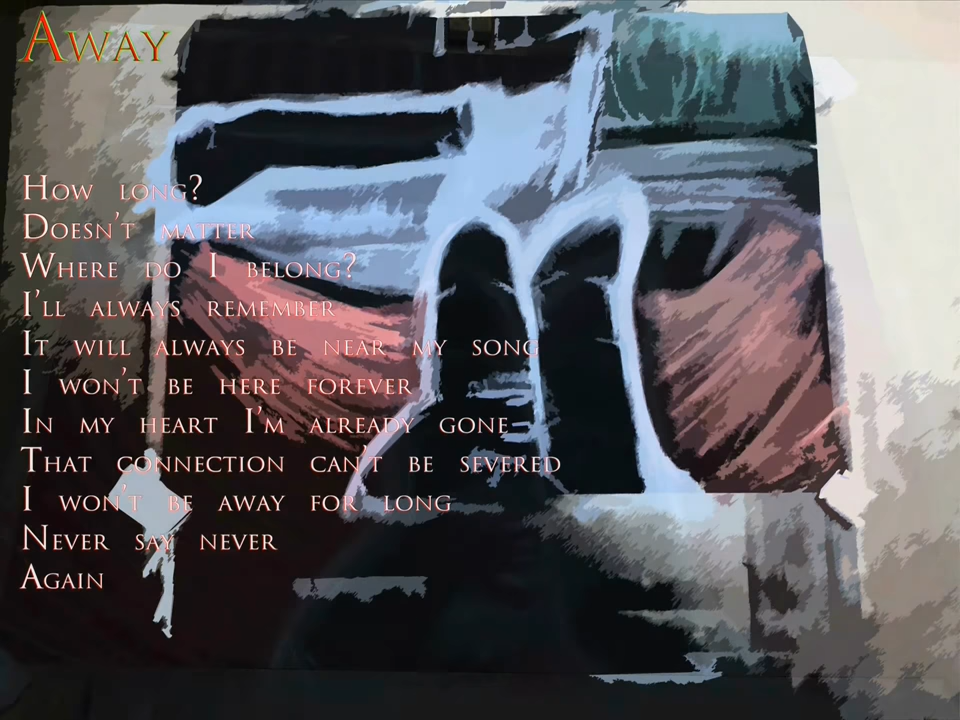 Away
How long?
Doesn't matter
Where do I belong?
I'll always remember
It will always be near my song
I won't be here forever
In my heart I'm already gone
That connection can't be severed
I won't be away for long
Never say never
Again